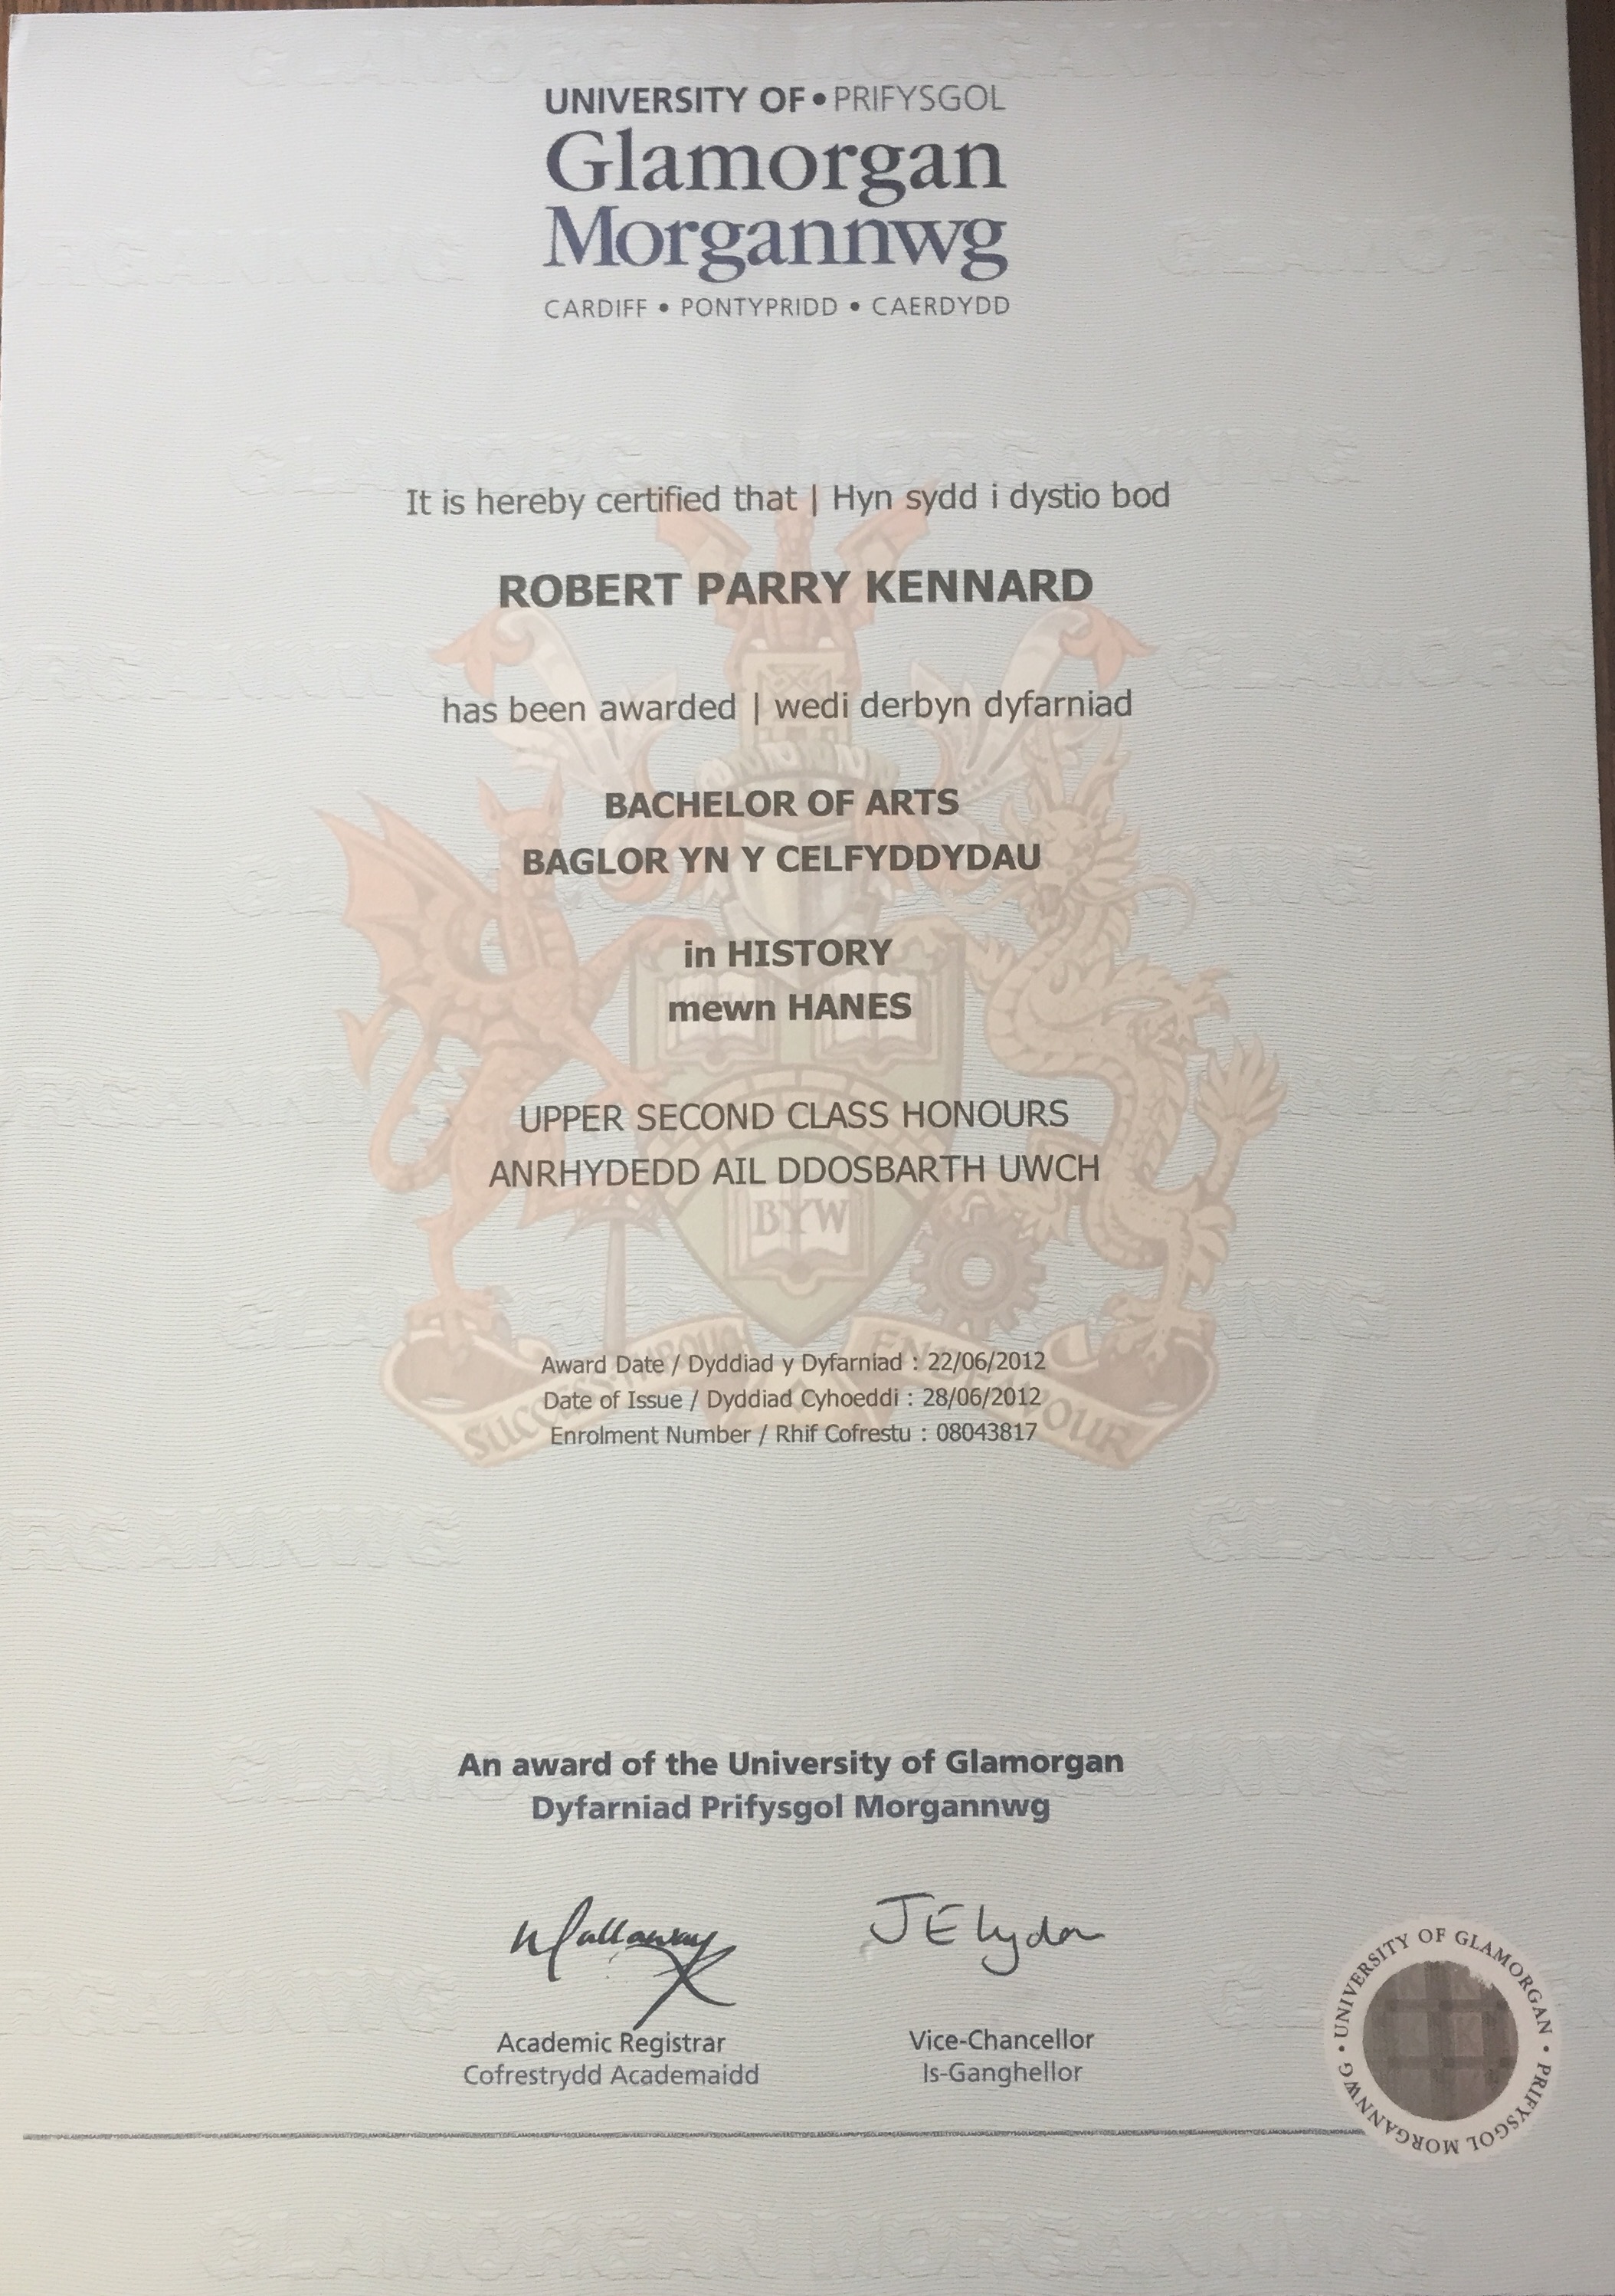 UNIVERSITY OF • PRIFYSGOL
Glamorgan
Morgannwg
CARDIFF • PONTYPRIDD • CAERDYDD
It is hereby certified that | Hyn sydd i dystio bod
ROBERT PARRY KENNARD
has been awarded | wedi derbyn dyfarniad
BACHELOR OF ARTS
BAGLOR YN Y CELFYDDYDAU
in HISTORY
mewn HANES
UPPER SECOND CLASS HONOURS
ANRHYDEDD AIL DDOSBARTH UWCH
BYW
SUCCESS THROUGH ENDEAVOUR
Award Date / Dyddiad y Dyfarniad : 22/06/2012
Date of Issue / Dyddiad Cyhoeddi : 28/06/2012
Enrolment Number / Rhif Cofrestu : 08043817
An award of the University of Glamorgan
Dyfarniad Prifysgol Morgannwg
J E Lydon
Academic Registrar
Cofrestrydd Academaidd
Vice-Chancellor
Is-Ganghellor
UNIVERSITY OF GLAMORGAN • PRIFYSGOL MORGANNWG •